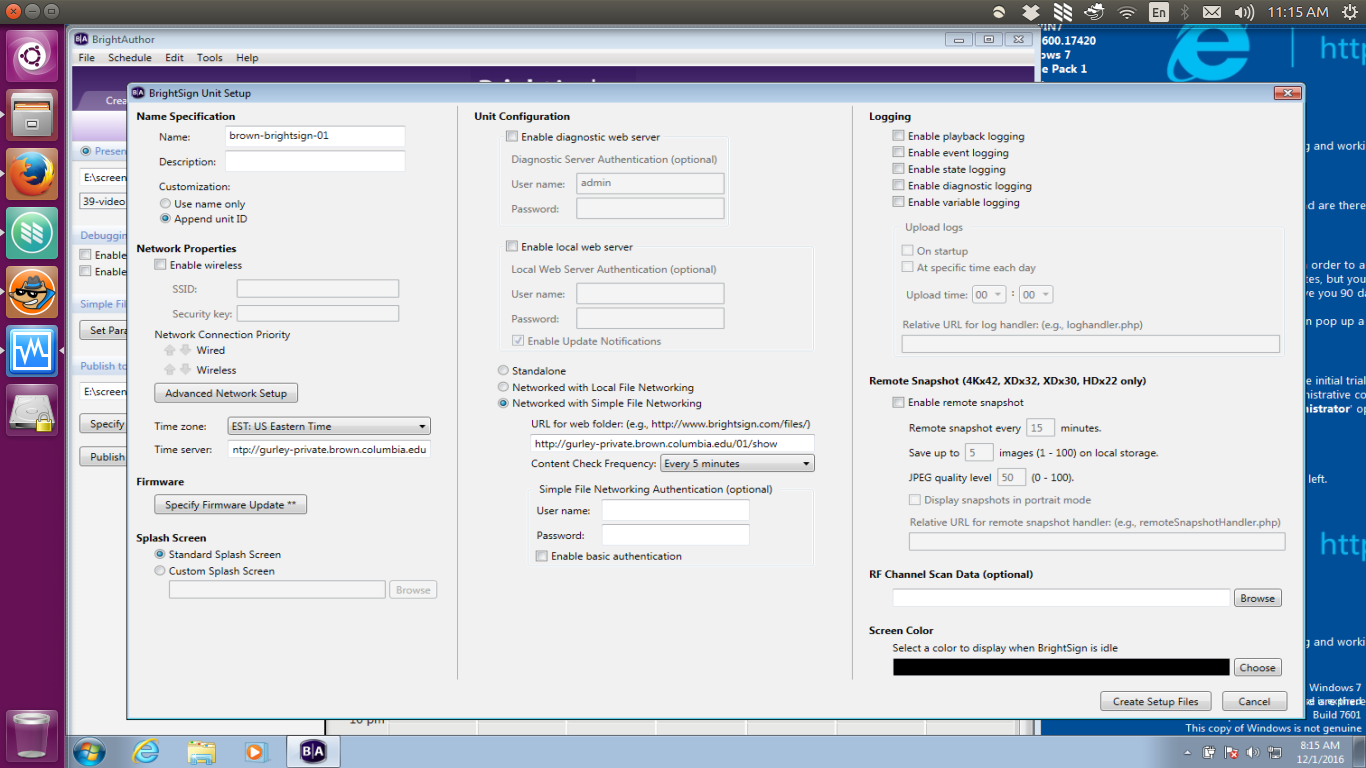 En
11:15 AM
BrightAuthor
File Schedule Edit Tools Help
WIN7
600.17420
ows 7
e Pack 1
http
BrightSign Unit Setup
Crea
Presen
E:\screen
39-video
Debuggin
Enable
Enable
Simple Fil
Set Para
Publish to
E:\screen
Specify
Publish
Name Specification
Name: brown-brightsign-01
Description:
Customization:
Use name only
Append unit ID
Network Properties
Enable wireless
SSID:
Security key:
Network Connection Priority
Wired
Wireless
Advanced Network Setup
Time zone: EST: US Eastern Time
Time server: ntp://gurley-private.brown.columbia.edu
Firmware
Specify Firmware Update **
Splash Screen
Standard Splash Screen
Custom Splash Screen
Browse
Unit Configuration
Enable diagnostic web server
Diagnostic Server Authentication (optional)
User name: admin
Password:
Enable local web server
Local Web Server Authentication (optional)
User name:
Password:
Enable Update Notifications
Standalone
Networked with Local File Networking
Networked with Simple File Networking
URL for web folder: (e.g., http://www.brightsign.com/files/)
http://gurley-private.brown.columbia.edu/01/show
Content Check Frequency: Every 5 minutes
Simple File Networking Authentication (optional)
User name:
Password:
Enable basic authentication
Logging
Enable playback logging
Enable event logging
Enable state logging
Enable diagnostic logging
Enable variable logging
Upload logs
On startup
At specific time each day
Upload time: 00 : 00
Relative URL for log handler: (e.g., loghandler.php)
Remote Snapshot (4Kx42, XDx32, XDx30, HDx22 only)
Enable remote snapshot
Remote snapshot every 15 minutes.
Save up to 5 images (1 - 100) on local storage.
JPEG quality level 50 (0 - 100).
Display snapshots in portrait mode
Relative URL for remote snapshot handler: (e.g., remoteSnapshotHandler.php)
RF Channel Scan Data (optional)
Browse
Screen Color
Select a color to display when BrightSign is idle
Choose
Create Setup Files Cancel
g and worki
d are there
order to a
tes, but you
ve you 90 da
n pop up a
e initial trial
nistrative co
nistrator' op
left.
http
g and worki
Windows 7
Build 7601
This copy of Windows is not genuine
10 pm
B|A
8:15 AM
12/1/2016